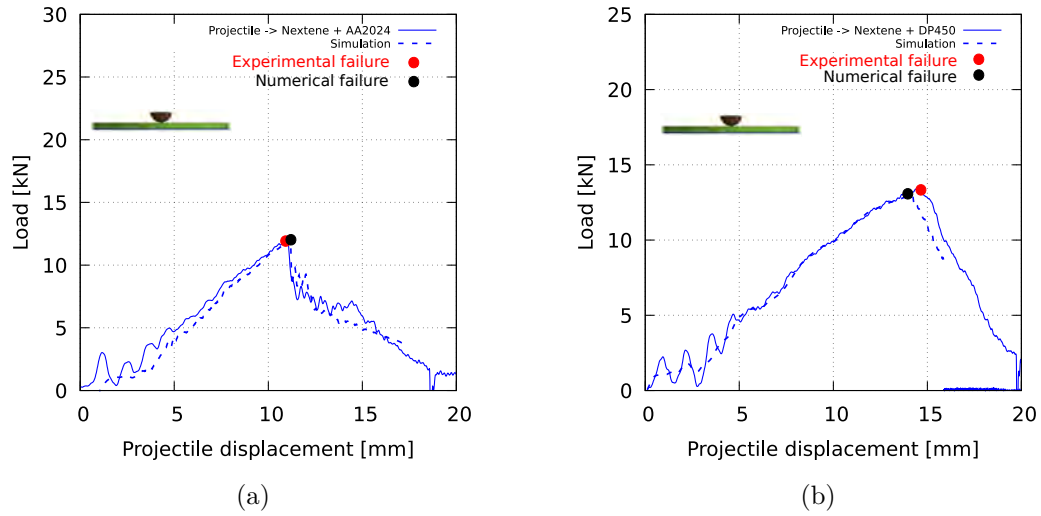 Projectile -> Nextene + AA2024
Simulation
Experimental failure
Numerical failure
30
25
20
15
10
5
0
Load [kN]
0 5 10 15 20
Projectile displacement [mm]
(a)
Projectile -> Nextene + DP450
Simulation
Experimental failure
Numerical failure
25
20
15
10
5
0
Load [kN]
0 5 10 15 20
Projectile displacement [mm]
(b)